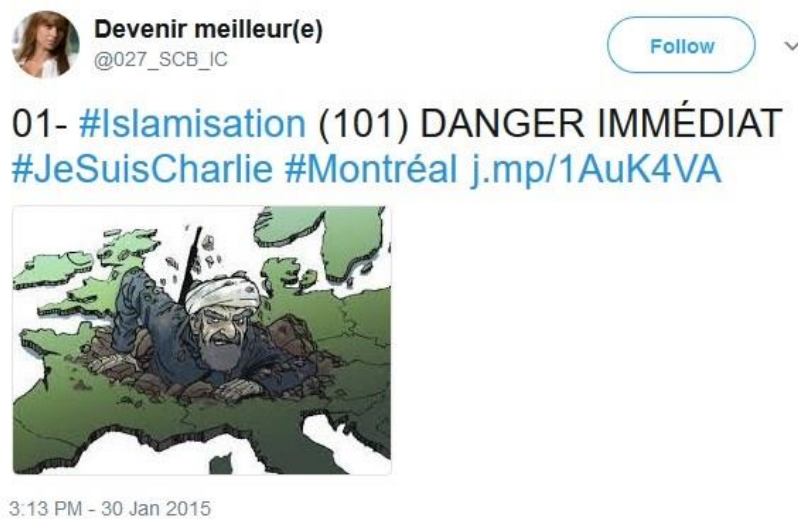 Devenir meilleur(e)
@027_SCB_IC
Follow
01- #Islamisation (101) DANGER IMMÉDIAT
#JeSuisCharlie #Montréal j.mp/1AuK4VA
3:13 PM - 30 Jan 2015